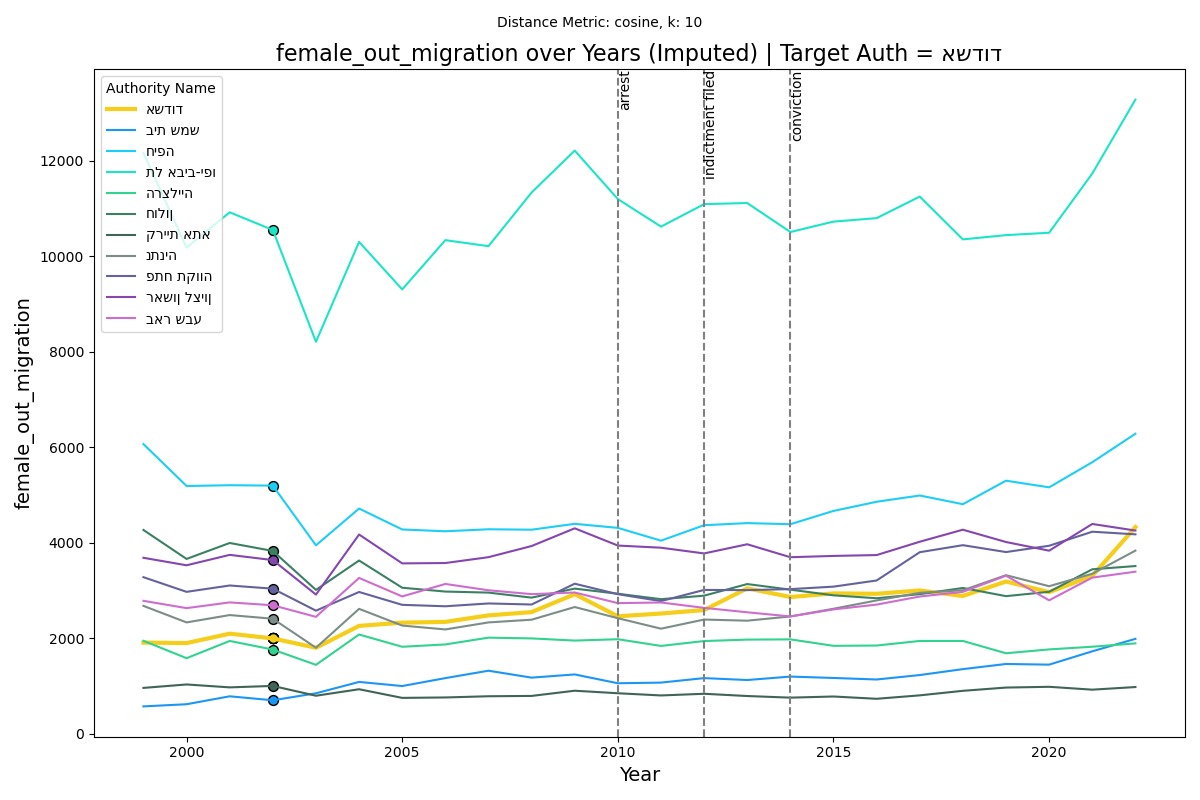 Distance Metric: cosine, k: 10
female_out_migration over Years (Imputed) | Target Auth = אשדוד
Authority Name
אשדוד
בית שמש
חיפה
תל אביב-יפו
הרצלייה
חולון
קריית אתא
נתניה
פתח תקווה
ראשון לציון
באר שבע
arrest
indictment filed
conviction
12000
10000
8000
6000
4000
2000
0
female_out_migration
2000
2005
2010
2015
2020
Year